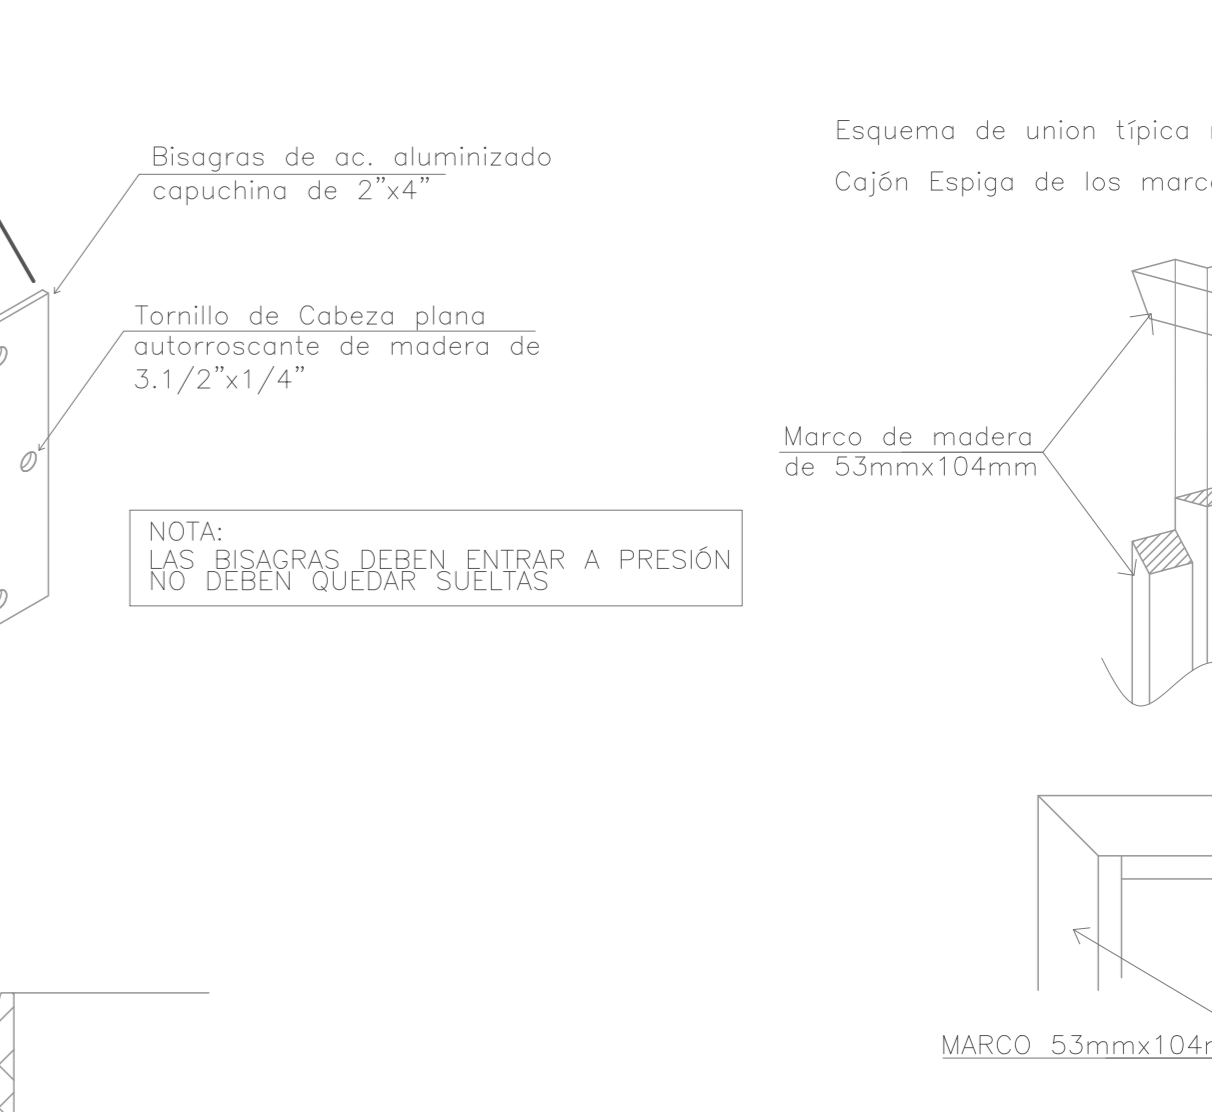 Bisagras de ac. aluminizado
capuchina de 2”x4”
Tornillo de Cabeza plana
autorroscante de madera de
3.1/2”x1/4”
NOTA:
LAS BISAGRAS DEBEN ENTRAR A PRESIÓN
NO DEBEN QUEDAR SUELTAS
Esquema de union típica
Cajón Espiga de los
Marco de madera
de 53mmx104mm
MARCO